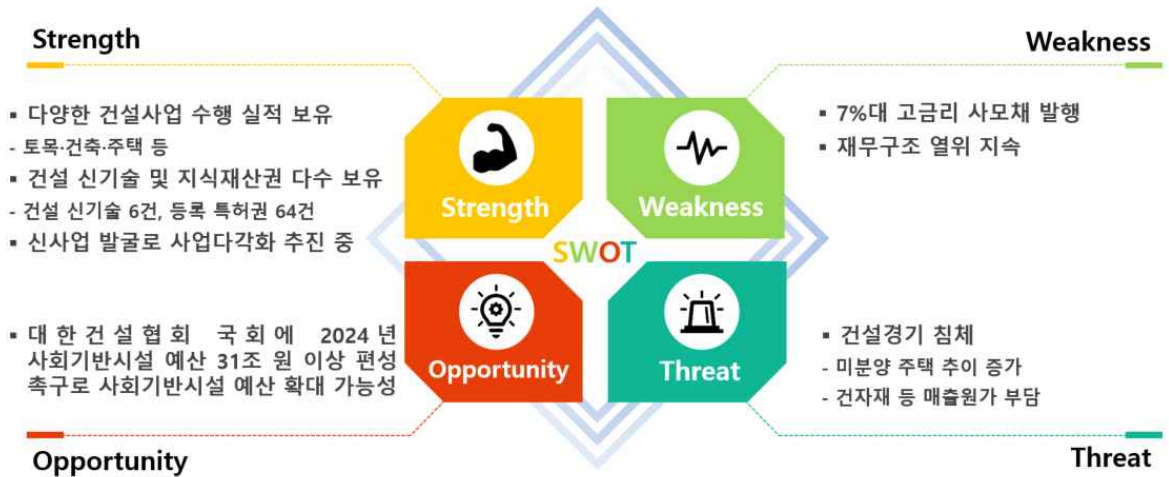 Strength
▪ 다양한 건설사업 수행 실적 보유
- 토목·건축·주택 등
▪ 건설 신기술 및 지식재산권 다수 보유
- 건설 신기술 6건, 등록 특허권 64건
▪ 신사업 발굴로 사업다각화 추진 중
Weakness
▪ 7%대 고금리 사모채 발행
▪ 재무구조 열위 지속
Strength
Weakness
SWOT
Opportunity
Threat
▪ 대한건설협회 국회에 2024년
사회기반시설 예산 31조 원 이상 편성
촉구로 사회기반시설 예산 확대 가능성
Opportunity
▪ 건설경기 침체
- 미분양 주택 추이 증가
- 건자재 등 매출원가 부담
Threat